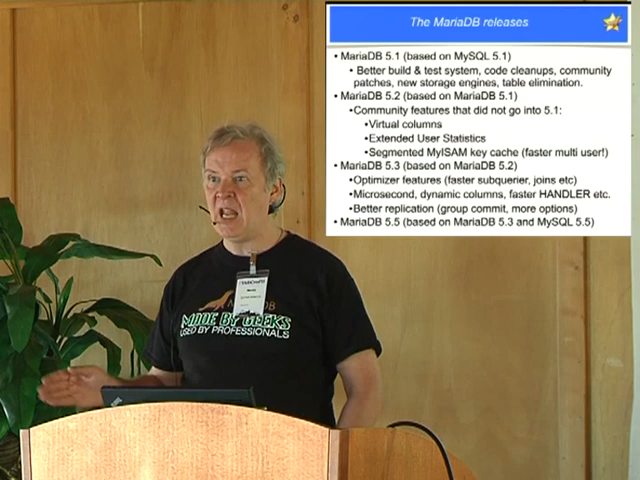 The MariaDB releases
• MariaDB 5.1 (based on MySQL 5.1)
• Better build & test system, code cleanups, community
patches, new storage engines, table elimination.
• MariaDB 5.2 (based on MariaDB 5.1)
•Community features that did not go into 5.1:
•Virtual columns
•Extended User Statistics
•Segmented MyISAM key cache (faster multi user!)
•MariaDB 5.3 (based on MariaDB 5.2)
•Optimizer features (faster subquerier, joins etc)
•Microsecond, dynamic columns, faster HANDLER etc.
•Better replication (group commit, more options)
•MariaDB 5.5 (based on MariaDB 5.3 and MySQL 5.5)
MADE BY GEEKS
USED BY PROFESSIONALS